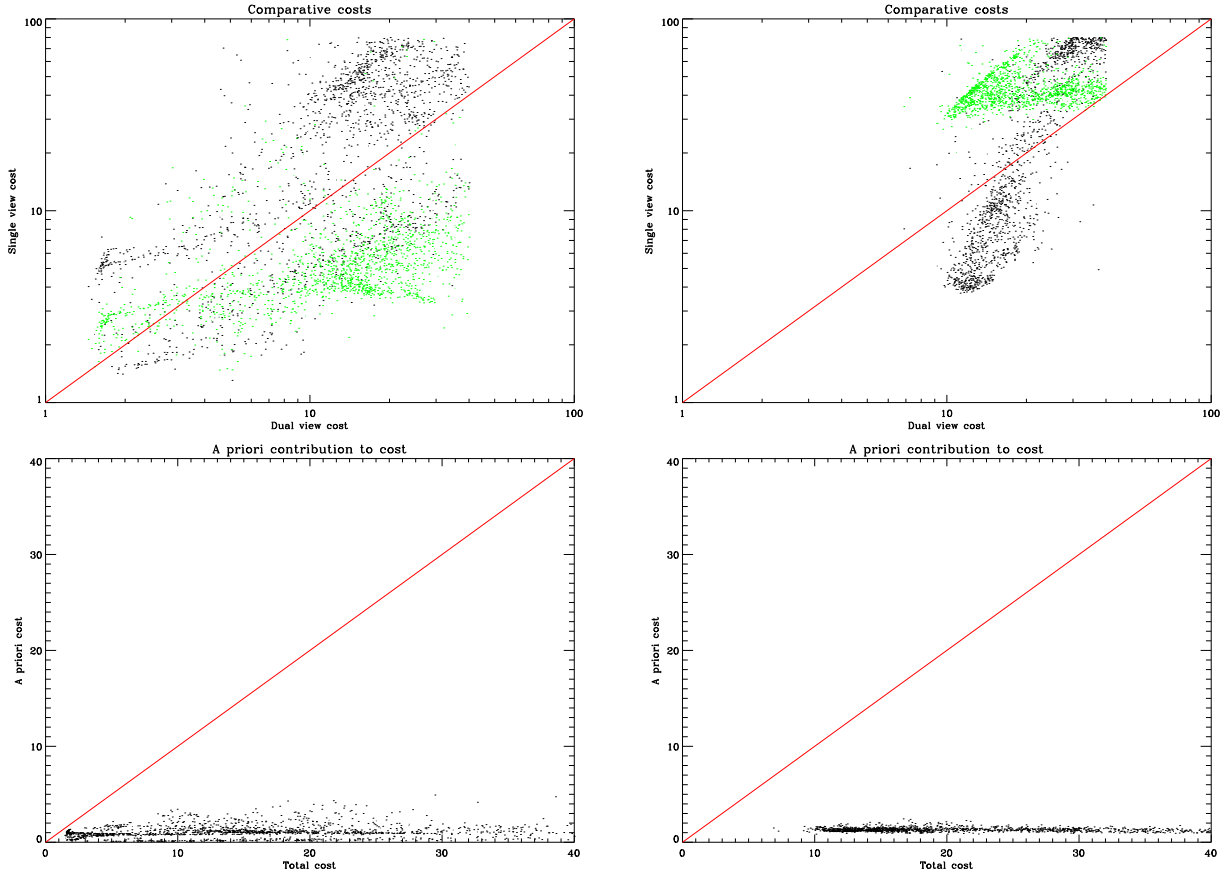 Comparative costs
100
10
1
Single view cost
1 10 100
Dual view cost
Comparative costs
100
10
1
Single view cost
1 10 100
Dual view cost
A priori contribution to cost
40
30
20
10
0
A priori cost
0 10 20 30 40
Total cost
A priori contribution to cost
40
30
20
10
0
A priori cost
0 10 20 30 40
Total cost